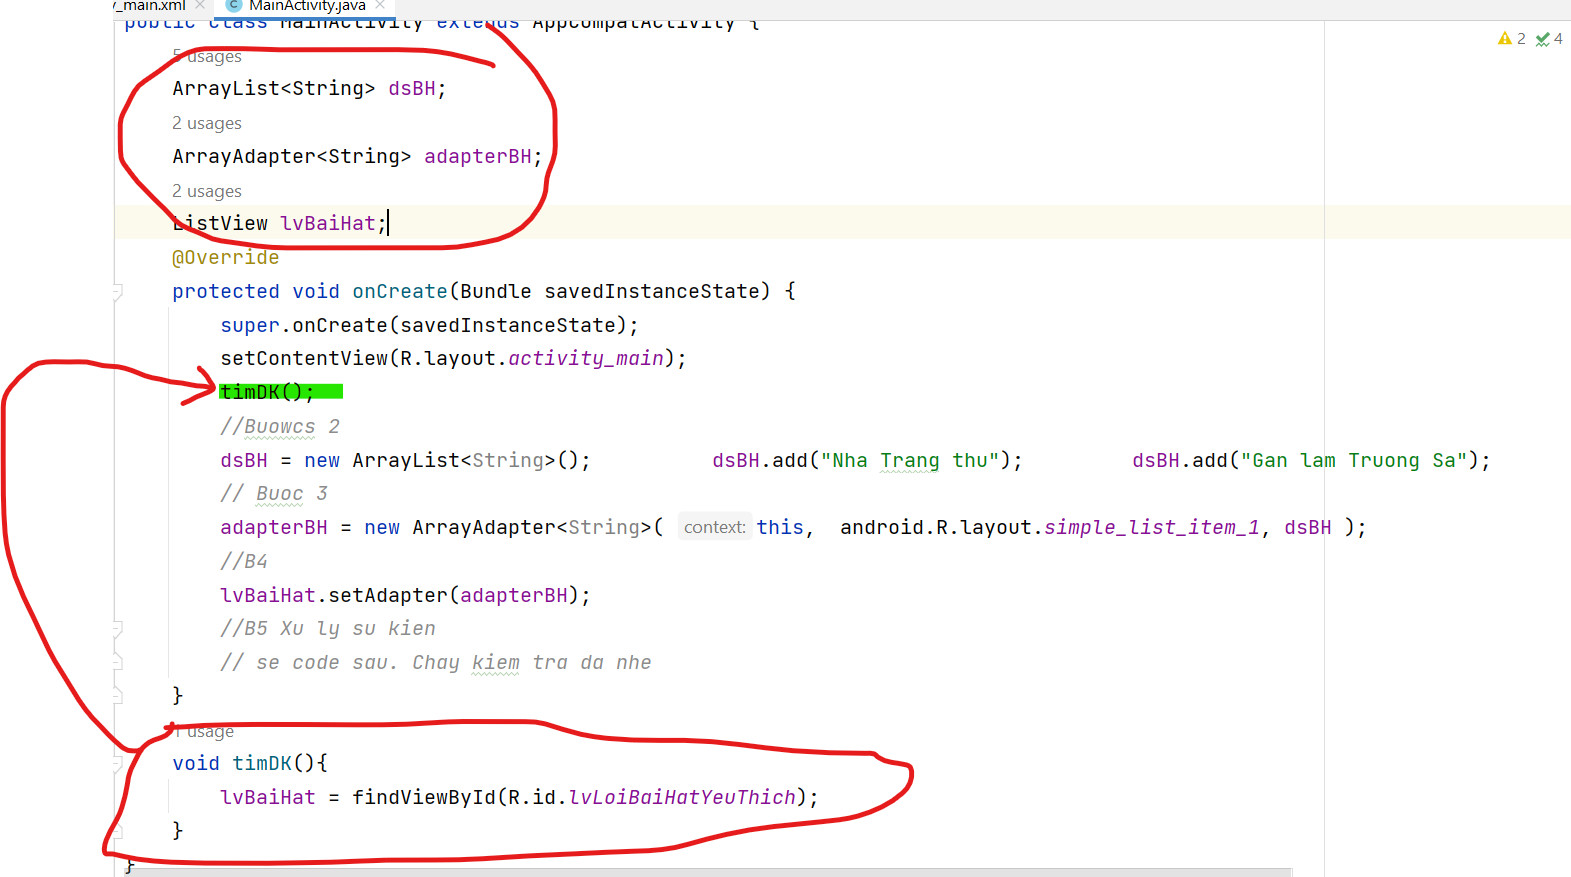 y_main.xml × C MainActivity.java ×
public class MainActivity extends AppCompatActivity {
2 4
5 usages
ArrayList<String> dsBH;
2 usages
ArrayAdapter<String> adapterBH;
2 usages
ListView lvBaiHat;
@Override
protected void onCreate(Bundle savedInstanceState) {
super.onCreate(savedInstanceState);
setContentView(R.layout.activity_main);
timDK();
//Buowcs 2
dsBH = new ArrayList<String>(); dsBH.add("Nha Trang thu"); dsBH.add("Gan lam Truong Sa");
// Buoc 3
adapterBH = new ArrayAdapter<String>( context: this, android.R.layout.simple_list_item_1, dsBH );
//B4
lvBaiHat.setAdapter(adapterBH);
//B5 Xu ly su kien
// se code sau. Chay kiem tra da nhe
}
1 usage
void timDK(){
lvBaiHat = findViewById(R.id.lvLoiBaiHatYeuThich);
}
}